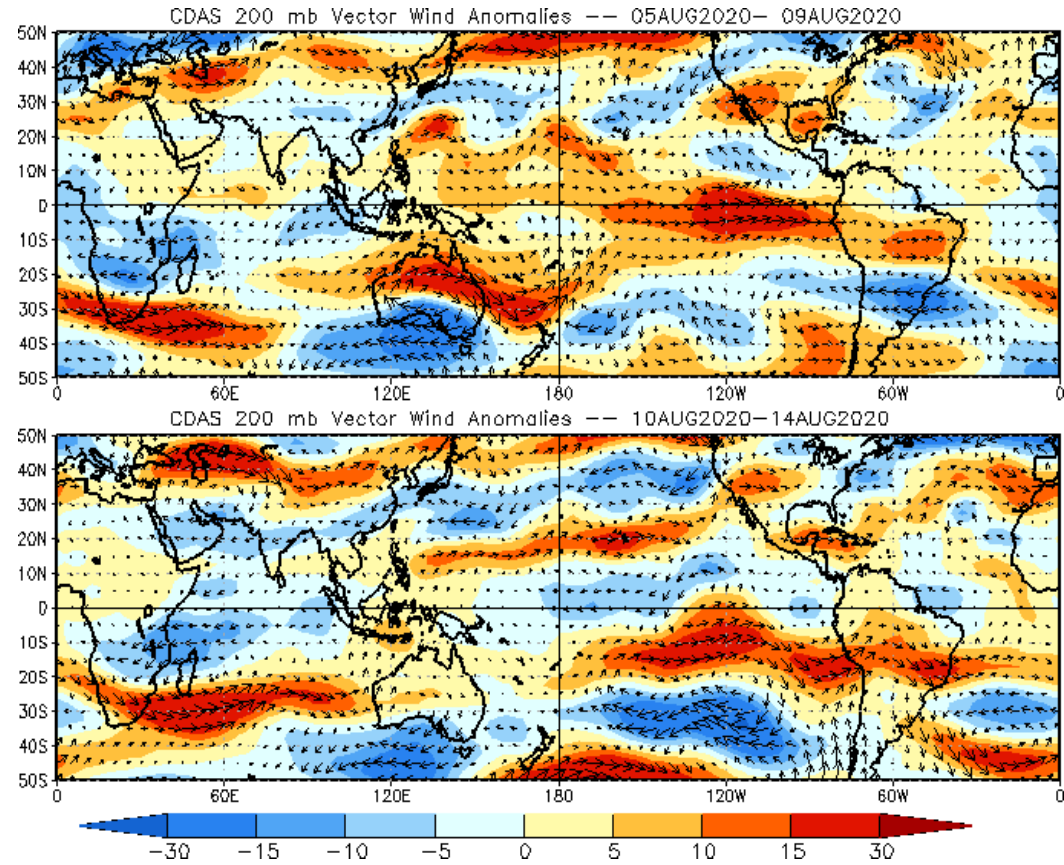 CDAS 200 mb Vector Wind Anomalies -- 05AUG2020- 09AUG2020
50N
40N
30N
20N
10N
0
10S
20S
30S
40S
50S
0 60E 120E 180 120W 60W 0
CDAS 200 mb Vector Wind Anomalies -- 10AUG2020-14AUG2020
50N
40N
30N
20N
10N
0
10S
20S
30S
40S
50S
0 60E 120E 180 120W 60W 0
-30 -15 -10 -5 0 5 10 15 30